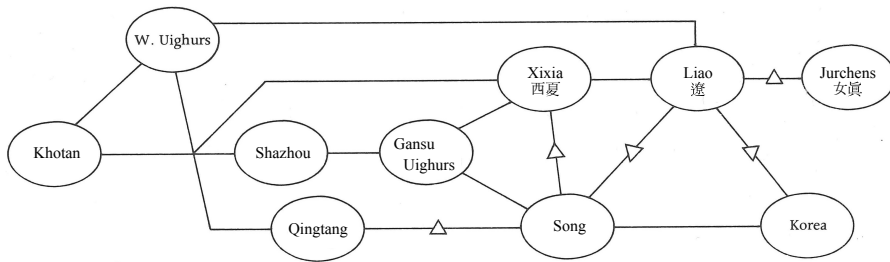 W. Uighurs
Xixia
西夏
Liao
遼
Jurchens
女眞
Khotan
Shazhou
Gansu
Uighurs
Qingtang
Song
Korea